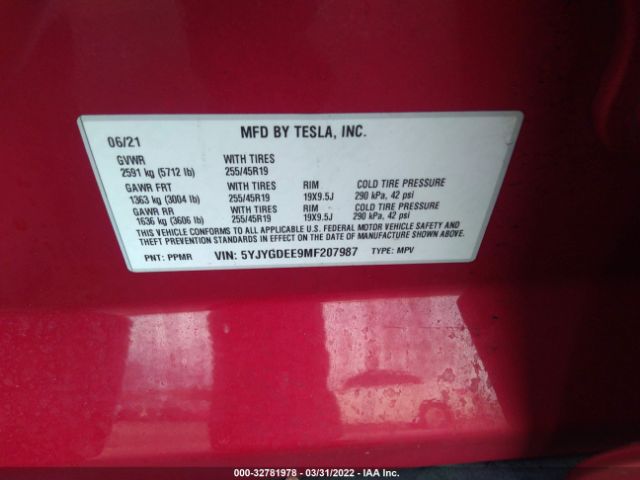 06/21 MFD BY TESLA, INC.
GVWR WITH TIRES
2591 kg (5712 lb) 255/45R19
GAWR FRT WITH TIRES RIM COLD TIRE PRESSURE
1363 kg (3004 lb) 255/45R19 19X9.5J 290 kPa, 42 psi
GAWR RR WITH TIRES RIM COLD TIRE PRESSURE
1636 kg (3606 lb) 255/45R19 19X9.5J 290 kPa, 42 psi
THIS VEHICLE CONFORMS TO ALL APPLICABLE U.S. FEDERAL MOTOR VEHICLE SAFETY AND
THEFT PREVENTION STANDARDS IN EFFECT ON THE DATE OF MANUFACTURE SHOWN ABOVE.
PNT: PPMR VIN: 5YJYGDEE9MF207987 TYPE: MPV
000-32781978 - 03/31/2022 - IAA Inc.